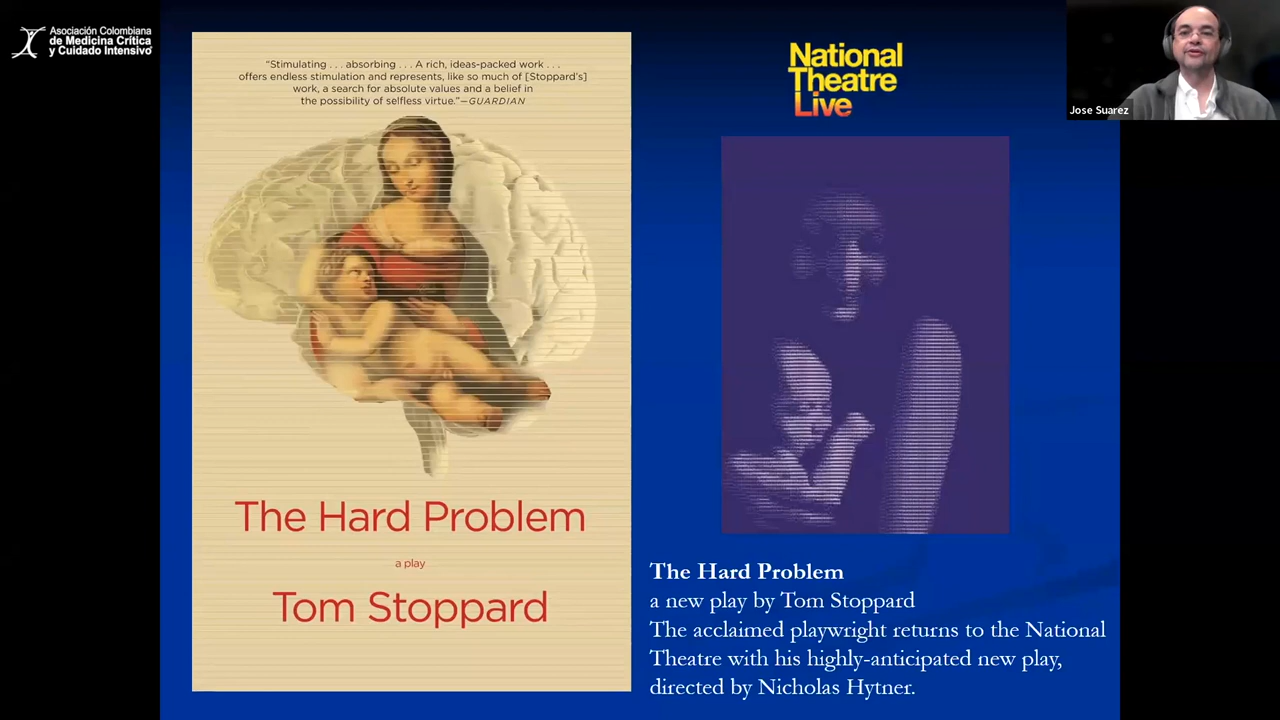 Asociación Colombiana
de Medicina Crítica
y Cuidado Intensivo
“Stimulating . . . absorbing . . . A rich, ideas-packed work . . .
offers endless stimulation and represents, like so much of [Stoppard’s]
work, a search for absolute values and a belief in
the possibility of selfless virtue.”—GUARDIAN
The Hard Problem
a play
Tom Stoppard
National
Theatre
Live
The Hard Problem
a new play by Tom Stoppard
The acclaimed playwright returns to the National
Theatre with his highly-anticipated new play,
directed by Nicholas Hytner.
Jose Suarez